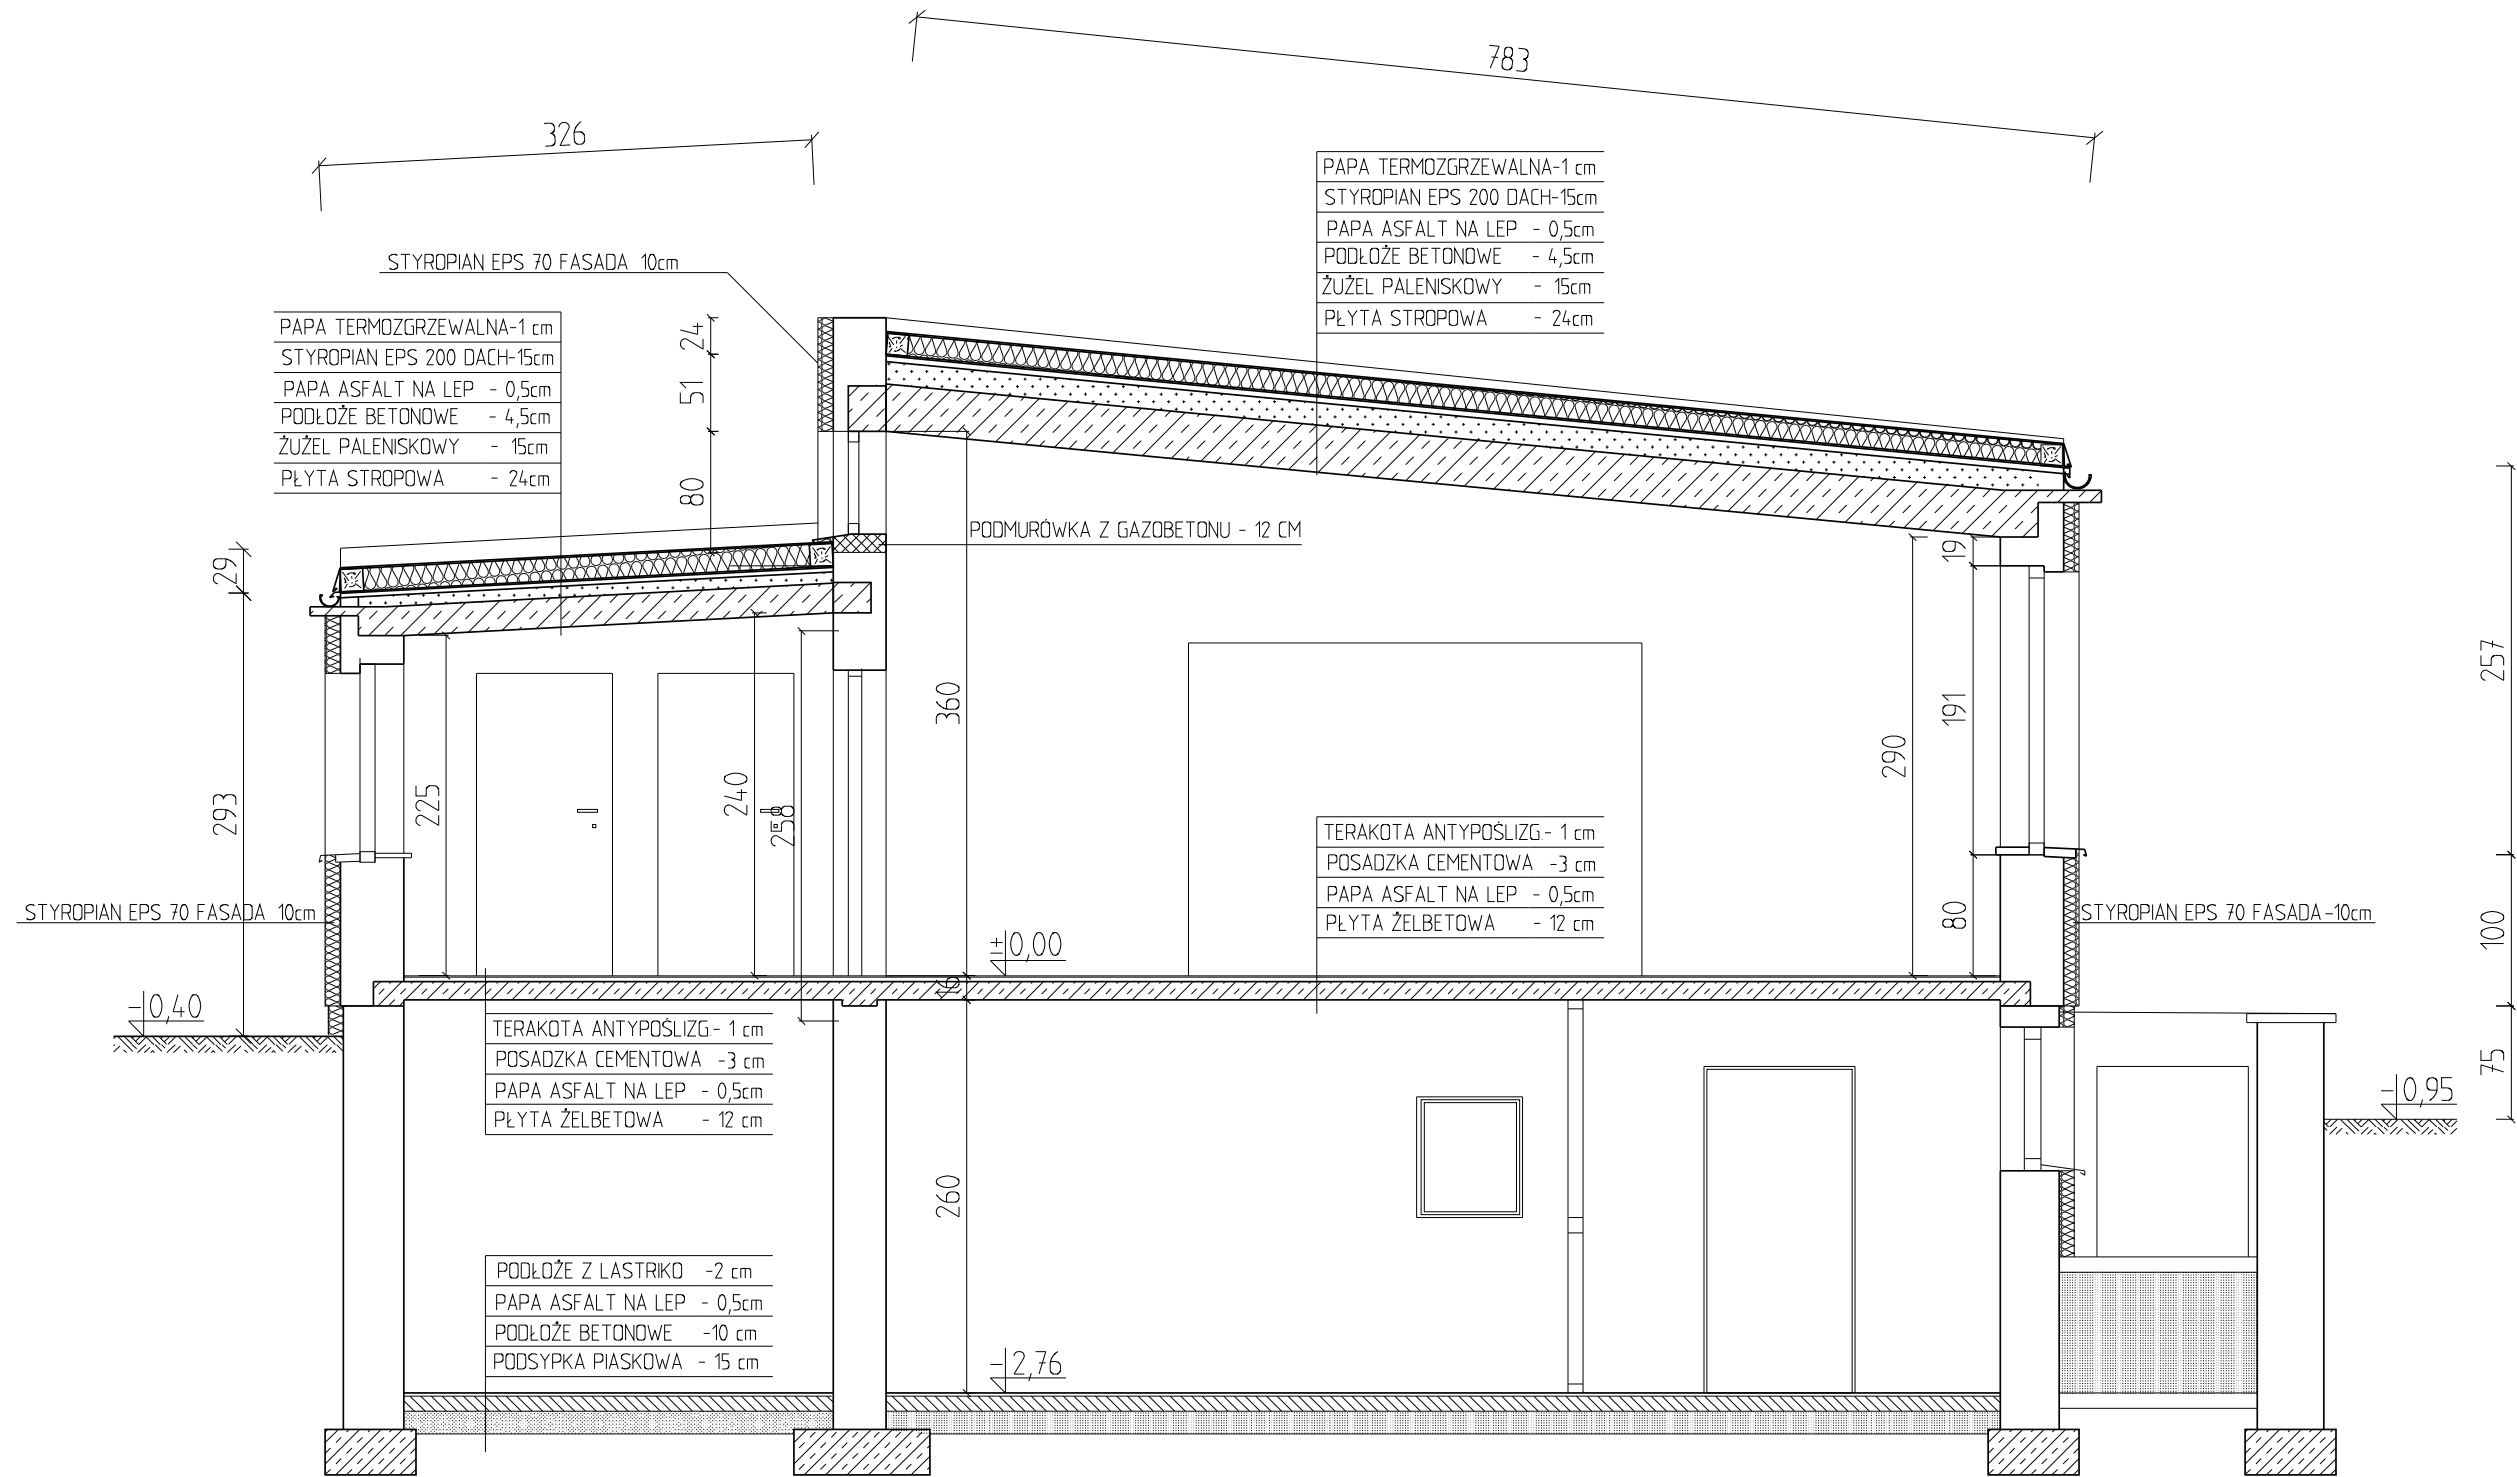 783
326
PAPA TERMOZGRZEWALNA-1 cm
STYROPIAN EPS 200 DACH-15cm
PAPA ASFALT NA LEP - 0,5cm
PODŁOŻE BETONOWE - 4,5cm
ŻUŻEL PALENISKOWY - 15cm
PŁYTA STROPOWA - 24cm
STYROPIAN EPS 70 FASADA 10cm
PAPA TERMOZGRZEWALNA-1 cm
STYROPIAN EPS 200 DACH-15cm
PAPA ASFALT NA LEP - 0,5cm
PODŁOŻE BETONOWE - 4,5cm
ŻUŻEL PALENISKOWY - 15cm
PŁYTA STROPOWA - 24cm
24
51
80
PODMURÓWKA Z GAZOBETONU - 12 CM
29
19
257
360
191
290
225
240
258
293
TERAKOTA ANTYPOŚLIZG.- 1 cm
POSADZKA CEMENTOWA -3 cm
PAPA ASFALT NA LEP - 0,5cm
PŁYTA ŻELBETOWA - 12 cm
STYROPIAN EPS 70 FASADA 10cm
80
STYROPIAN EPS 70 FASADA-10cm
100
±0,00
16
-0,40
TERAKOTA ANTYPOŚLIZG.- 1 cm
POSADZKA CEMENTOWA -3 cm
PAPA ASFALT NA LEP - 0,5cm
PŁYTA ŻELBETOWA - 12 cm
75
-0,95
260
PODŁOŻE Z LASTRIKO -2 cm
PAPA ASFALT NA LEP - 0,5cm
PODŁOŻE BETONOWE -10 cm
PODSYPKA PIASKOWA - 15 cm
-2,76